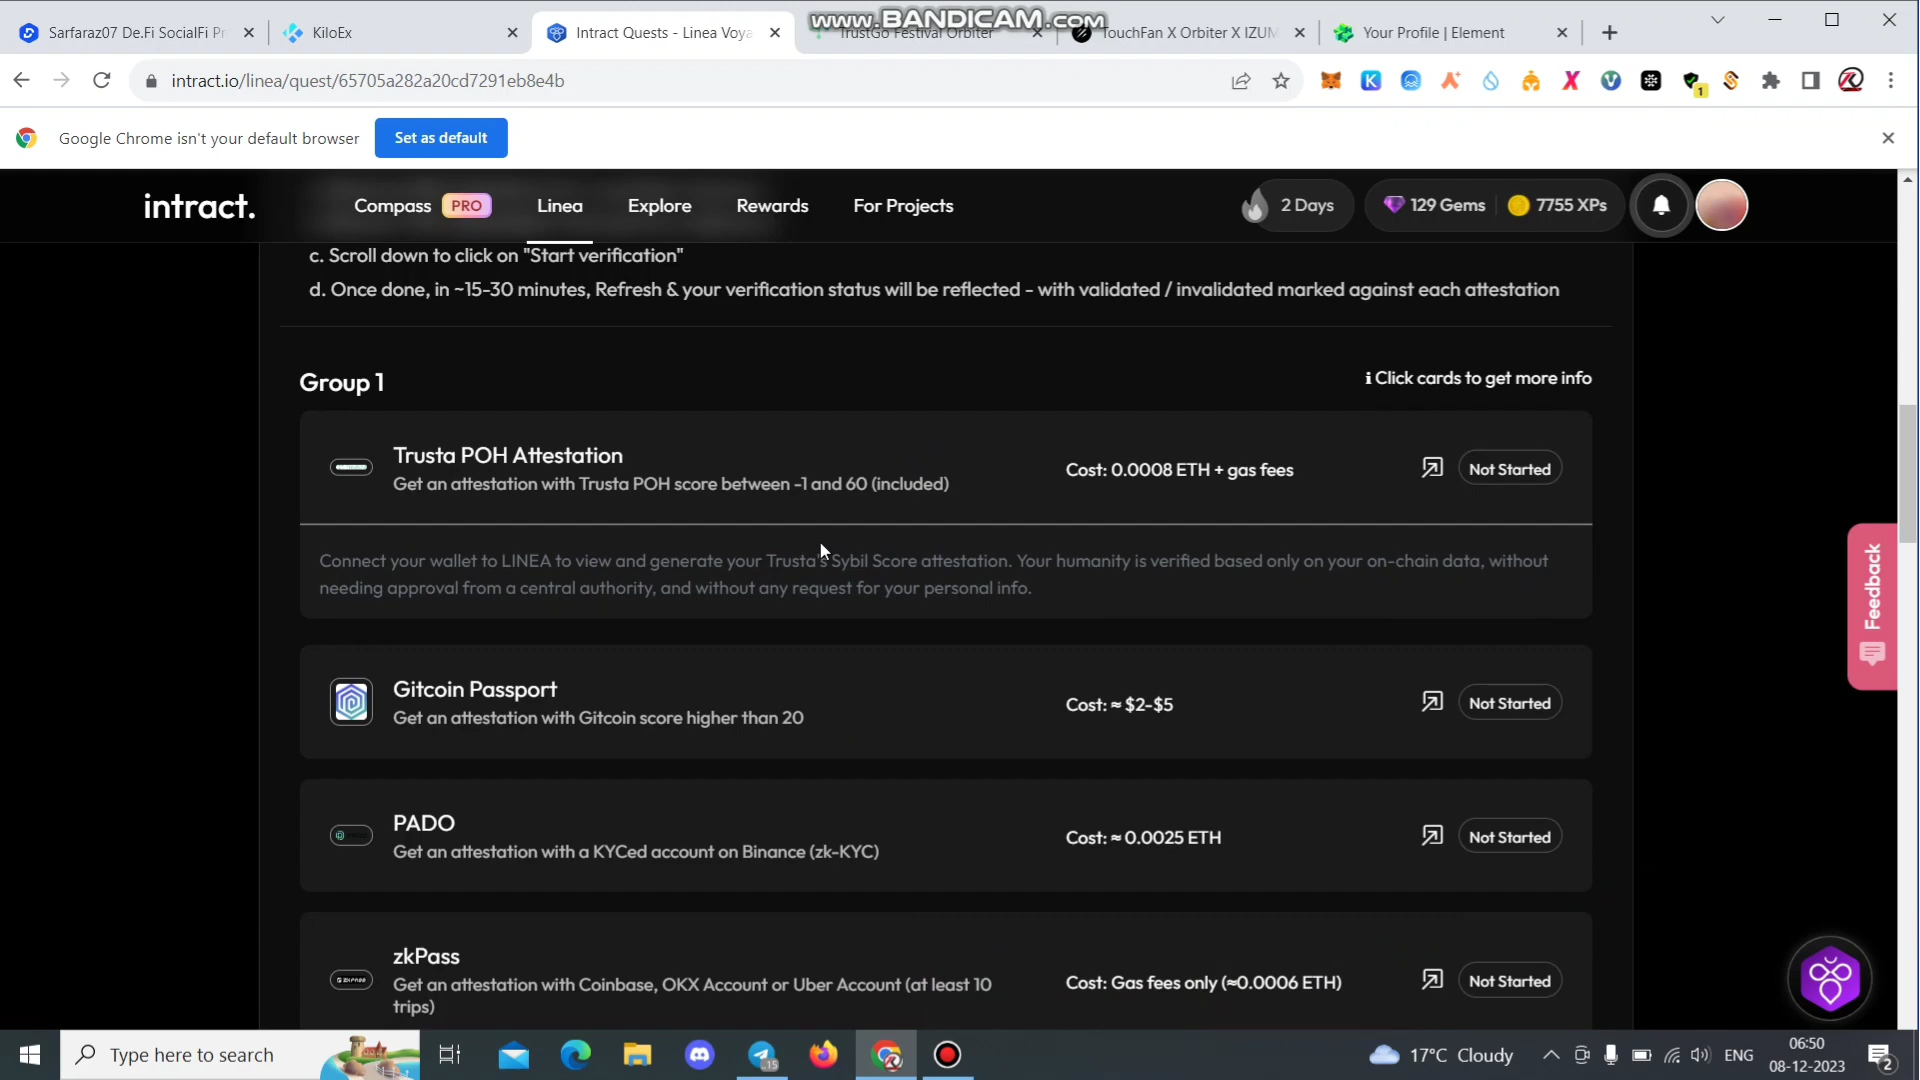 www.BANDICAM.com
Sarfaraz07 De.Fi SocialFi Pr
KiloEx
Intract Quests - Linea Voya
TrustGo Festival Orbiter
TouchFan X Orbiter X IZUM
Your Profile | Element
intract.io/linea/quest/65705a282a20cd7291eb8e4b
1
Google Chrome isn't your default browser
Set as default
intract.
Compass
PRO
Linea
Explore
Rewards
For Projects
2 Days
129 Gems
7755 XPs
c. Scroll down to click on "Start verification"
d. Once done, in ~15-30 minutes, Refresh & your verification status will be reflected - with validated / invalidated marked against each attestation
Group 1
i Click cards to get more info
Trusta POH Attestation
Get an attestation with Trusta POH score between -1 and 60 (included)
Cost: 0.0008 ETH + gas fees
Not Started
Connect your wallet to LINEA to view and generate your Trusta's Sybil Score attestation. Your humanity is verified based only on your on-chain data, without
needing approval from a central authority, and without any request for your personal info.
Feedback
Gitcoin Passport
Get an attestation with Gitcoin score higher than 20
Cost: ≈ $2-$5
Not Started
PADO
Get an attestation with a KYCed account on Binance (zk-KYC)
Cost: ≈ 0.0025 ETH
Not Started
zkPass
Get an attestation with Coinbase, OKX Account or Uber Account (at least 10
trips)
Cost: Gas fees only (≈0.0006 ETH)
Not Started
Type here to search
15
17°C Cloudy
ENG
06:50
08-12-2023
2